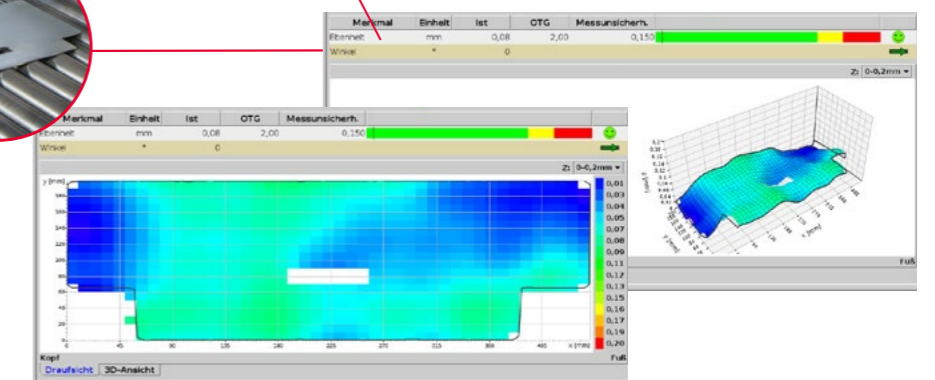 Merkmal Einheit Ist OTG Messunsicherh.
Ebenheit mm 0,08 2,00 0,150
Winkel ° 0
Z: 0-0,2mm
Fuß
Merkmal Einheit Ist OTG Messunsicherh.
Ebenheit mm 0,08 2,00 0,150
Winkel ° 0
Z: 0-0,2mm
y [mm]
0,01
0,03
0,04
0,05
0,07
0,08
0,09
0,11
0,12
0,13
0,15
0,16
0,17
0,19
0,20
0 45 90 135 180 225 270 315 360 405 x [mm]
Kopf Fuß
Draufsicht 3D-Ansicht